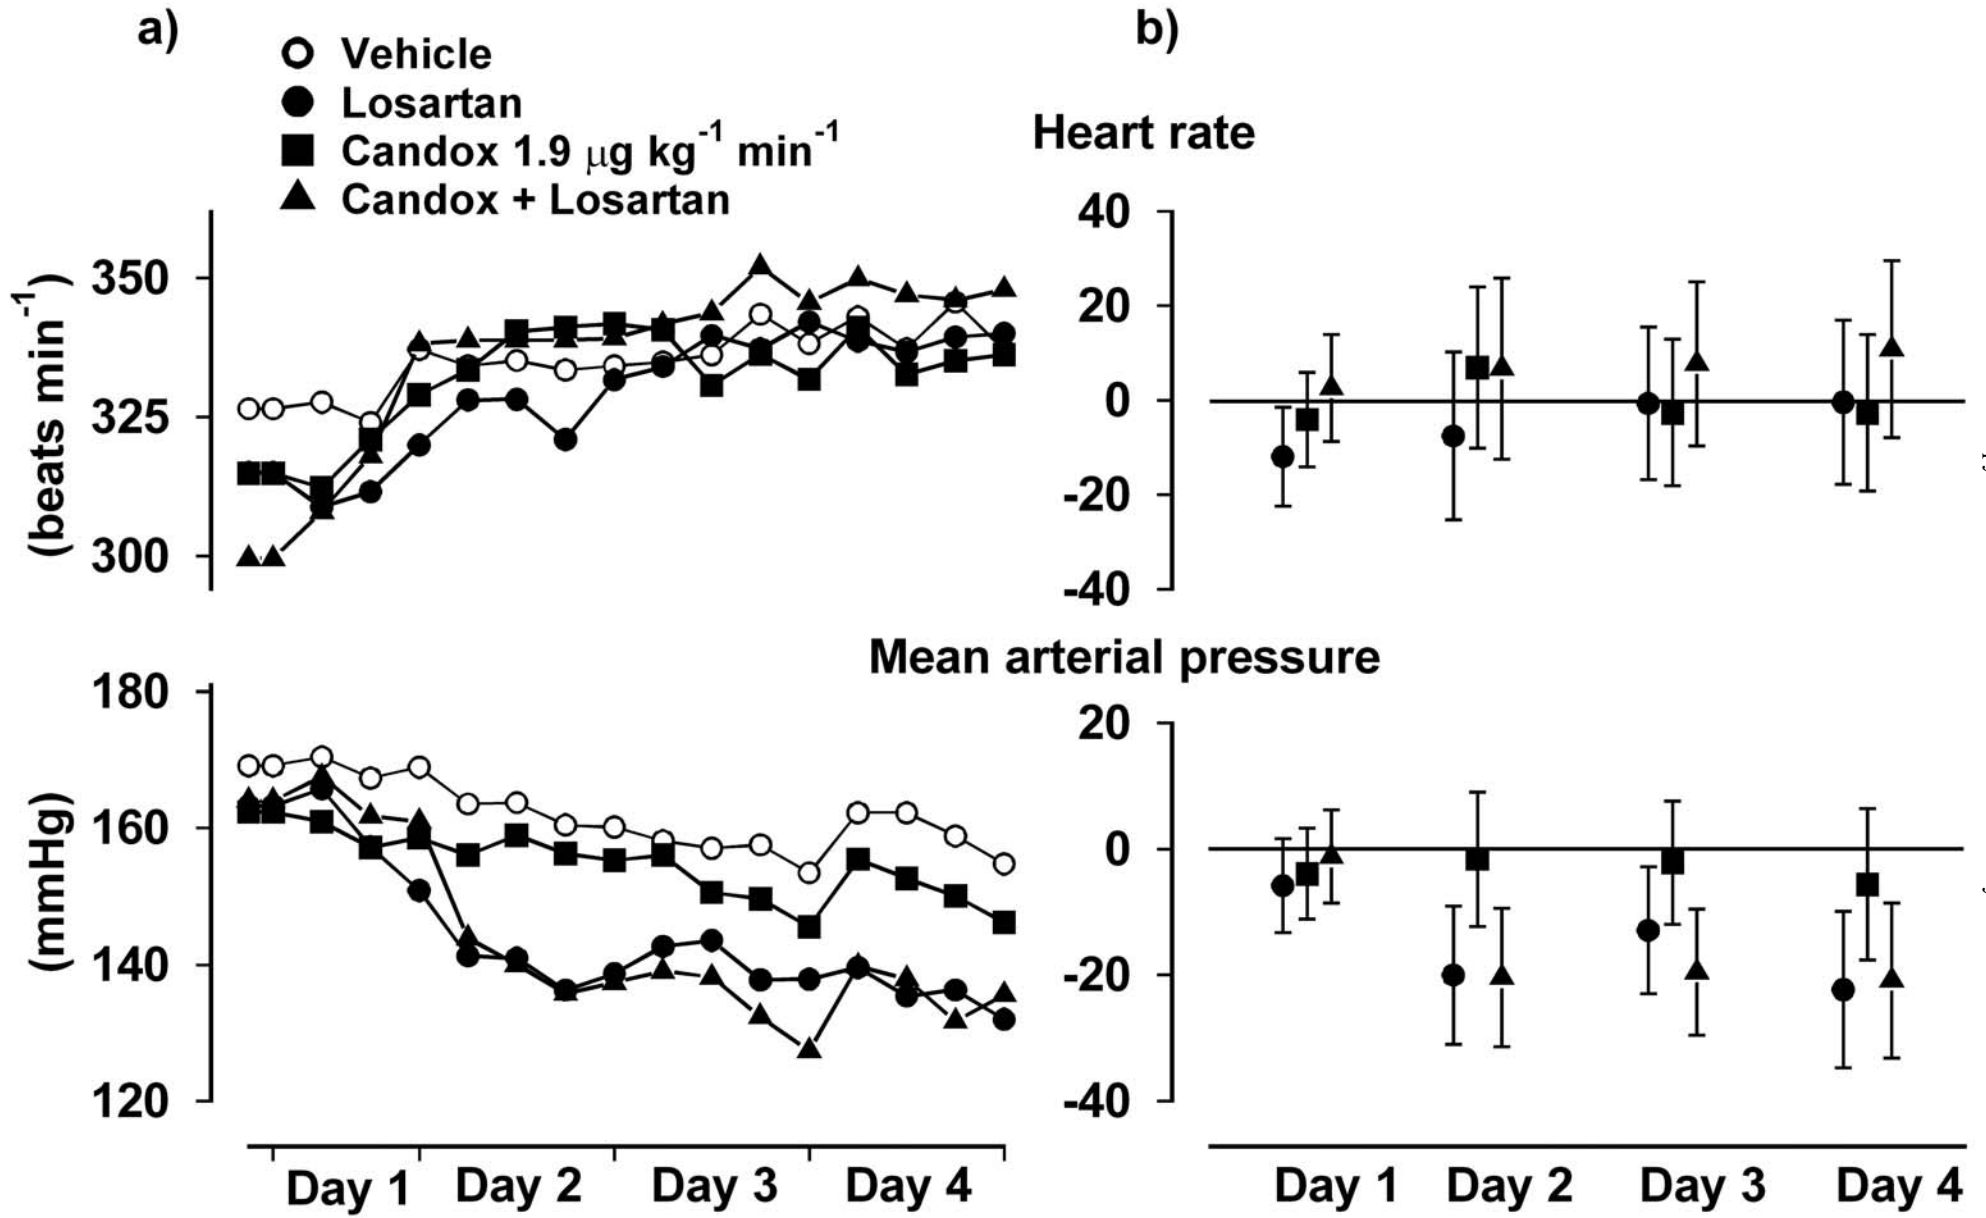 a)
Vehicle
Losartan
Candox 1.9 μg kg⁻¹ min⁻¹
Candox + Losartan
b)
Heart rate
(beats min⁻¹)
350
325
300
40
20
0
-20
-40
Mean arterial pressure
(mmHg)
180
160
140
120
20
0
-20
-40
Day 1 Day 2 Day 3 Day 4
Day 1 Day 2 Day 3 Day 4